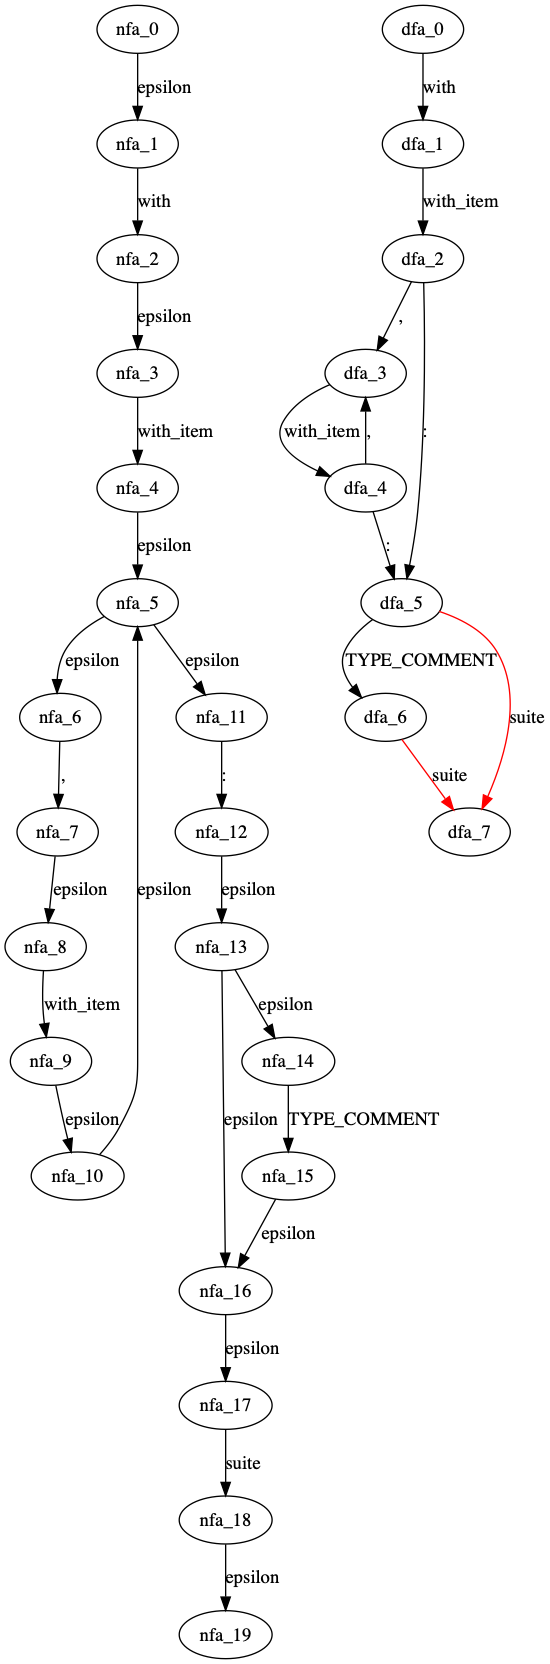 nfa_0
epsilon
nfa_1
with
nfa_2
epsilon
nfa_3
with_item
nfa_4
epsilon
nfa_5
epsilon
epsilon
nfa_6
nfa_11
,
:
nfa_7
nfa_12
epsilon
epsilon
epsilon
nfa_8
nfa_13
with_item
epsilon
nfa_9
nfa_14
epsilon
epsilon
TYPE_COMMENT
nfa_10
nfa_15
epsilon
nfa_16
epsilon
nfa_17
suite
nfa_18
epsilon
nfa_19
dfa_0
with
dfa_1
with_item
dfa_2
,
dfa_3
with_item
,
:
dfa_4
:
dfa_5
TYPE_COMMENT
dfa_6
suite
suite
dfa_7